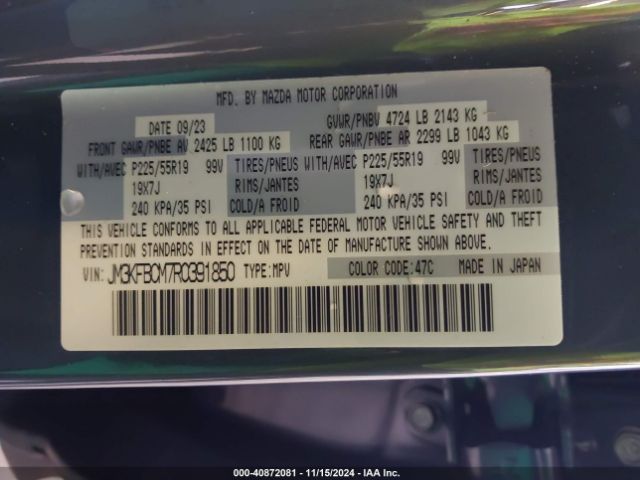 MFD. BY MAZDA MOTOR CORPORATION
DATE 09/23 GVWR/PNBV 4724 LB 2143 KG
FRONT GAWR/PNBE AV 2425 LB 1100 KG REAR GAWR/PNBE AR 2299 LB 1043 KG
WITH/AVEC P225/55R19 99V TIRES/PNEUS WITH/AVEC P225/55R19 99V TIRES/PNEUS
19X7J RIMS/JANTES 19X7J RIMS/JANTES
240 KPA/35 PSI COLD/A FROID 240 KPA/35 PSI COLD/A FROID
THIS VEHICLE CONFORMS TO ALL APPLICABLE FEDERAL MOTOR VEHICLE SAFETY AND THEFT
PREVENTION STANDARDS IN EFFECT ON THE DATE OF MANUFACTURE SHOWN ABOVE.
VIN: JM3KFBCM7R0391850 TYPE:MPV COLOR CODE:47C MADE IN JAPAN
000-40872081 - 11/15/2024 - IAA Inc.